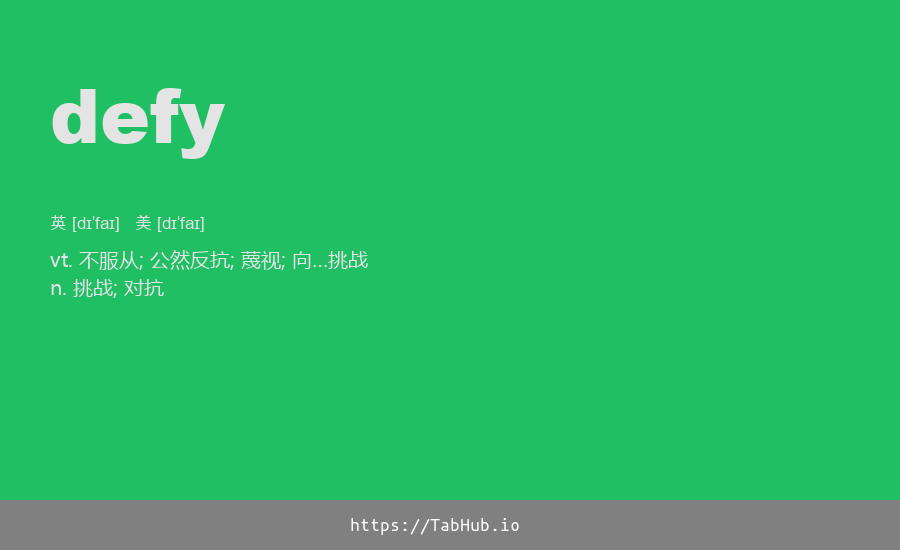 defy
英 [dɪˈfaɪ] 美 [dɪˈfaɪ]
vt. 不服从; 公然反抗; 蔑视; 向...挑战
n. 挑战; 对抗
https://TabHub.io